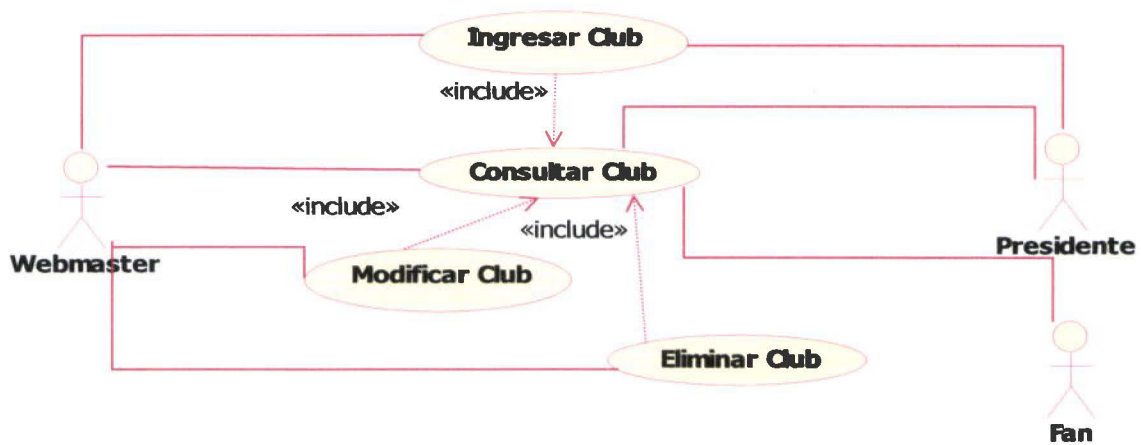 Ingresar Club
«include»
Consultar Club
«include»
«include»
Webmaster
Presidente
Modificar Club
Eliminar Club
Fan